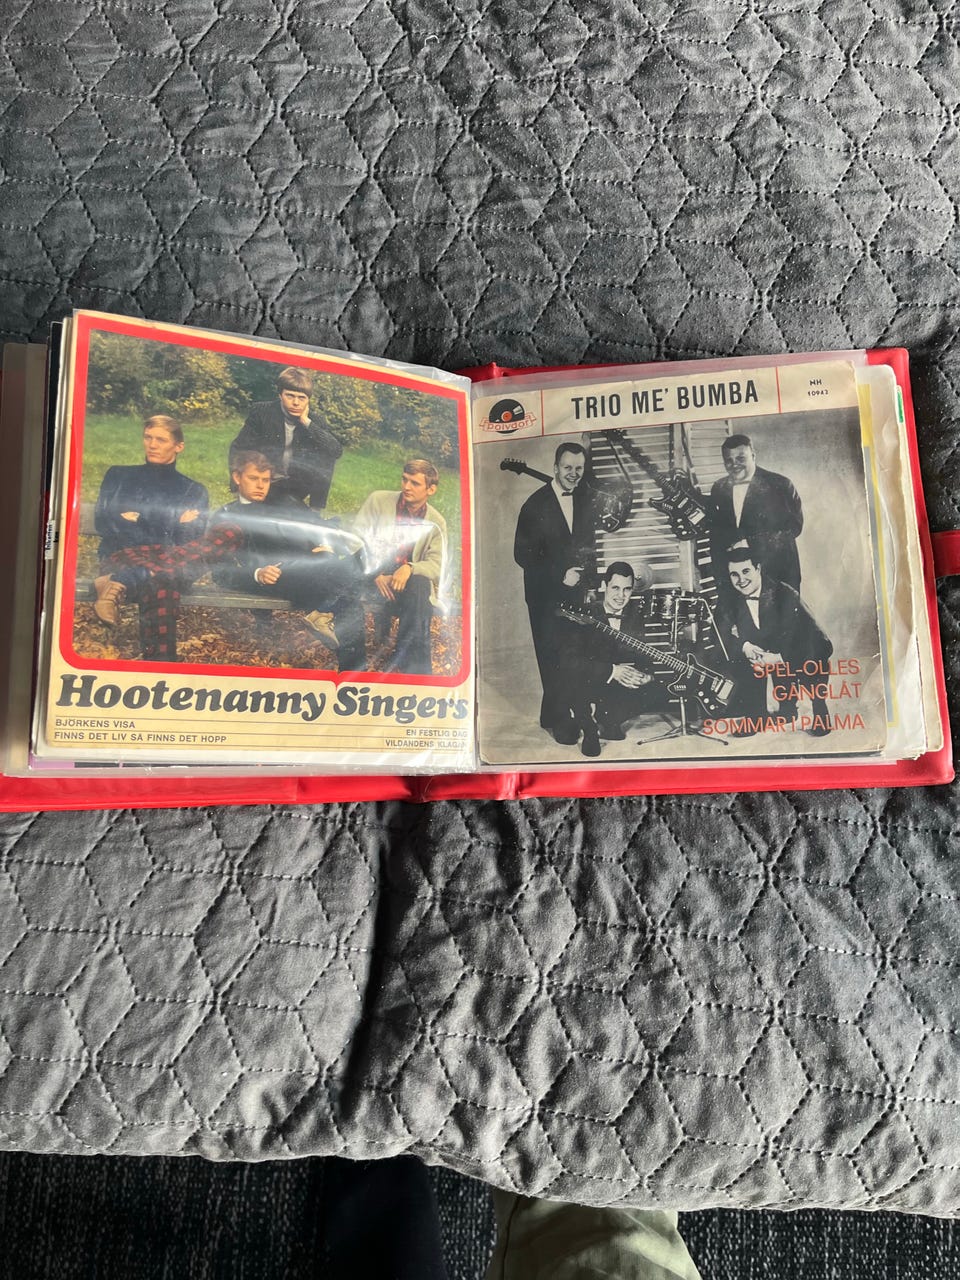 Hootenanny Singers
BJÖRKENS VISA
FINNS DET LIV SÅ FINNS DET HOPP
EN FESTLIG DAG
VILDANDENS KLAGAN
Polydor
TRIO ME' BUMBA
NH
10942
SPEL-OLLES
GÅNGLÅT
SOMMAR I PALMA